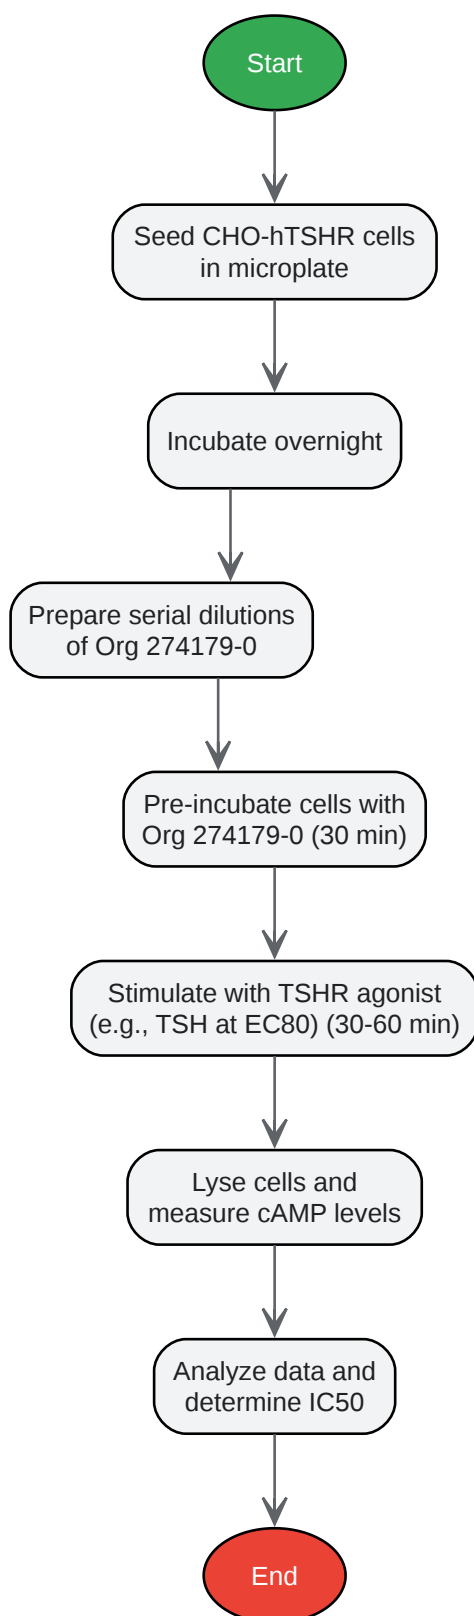 Start
Seed CHO-hTSHR cells
in microplate
Incubate overnight
Prepare serial dilutions
of Org 274179-0
Pre-incubate cells with
Org 274179-0 (30 min)
Stimulate with TSHR agonist
(e.g., TSH at EC80) (30-60 min)
Lyse cells and
measure cAMP levels
Analyze data and
determine IC50
End